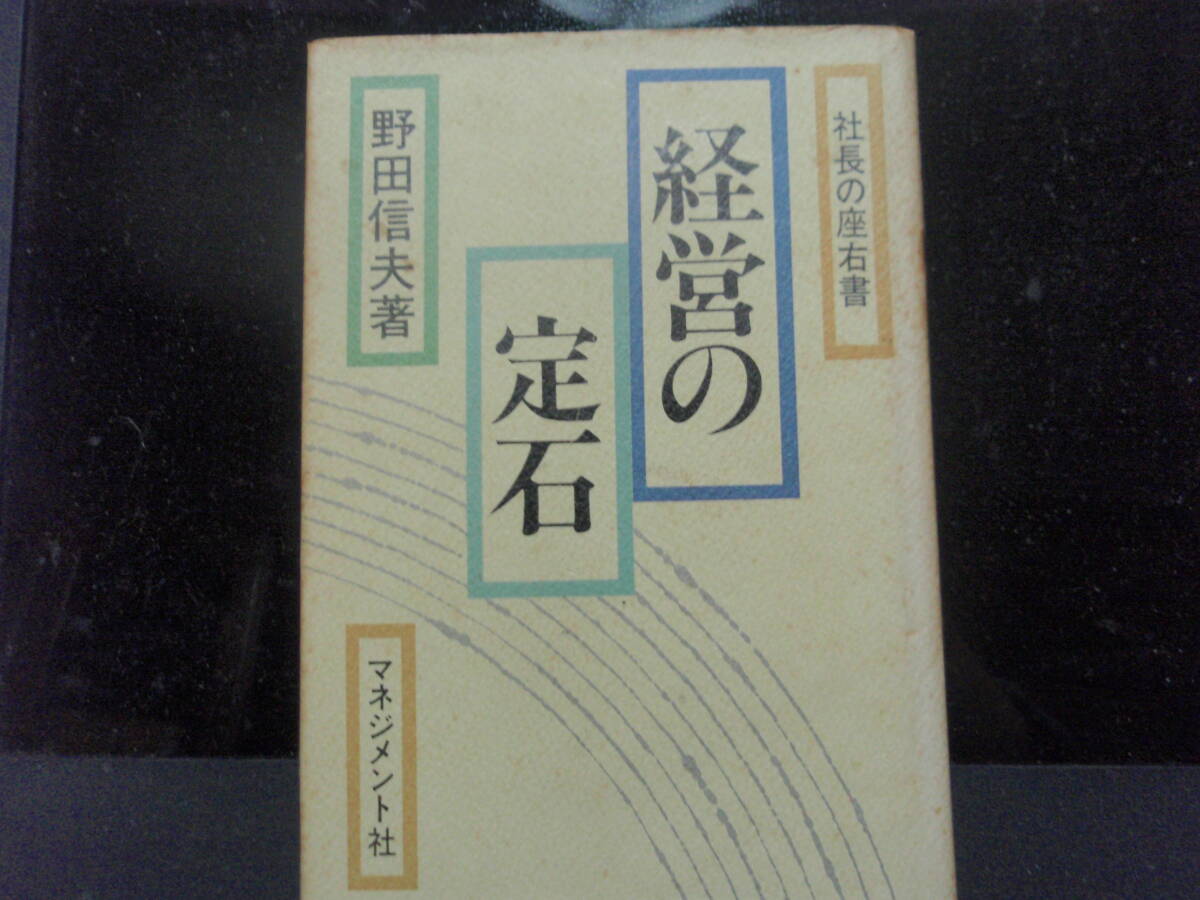 社長の座右書
経営の
定石
野田信夫著
マネジメント社